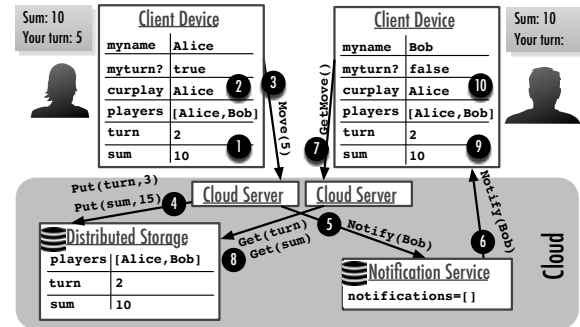 Sum: 10
Your turn: 5
Client Device
myname Alice
myturn? true
curplay Alice
players [Alice,Bob]
turn 2
sum 10
2
1
3
Move(5)
Client Device
myname Bob
myturn? false
curplay Alice
players [Alice,Bob]
turn 2
sum 10
10
9
Sum: 10
Your turn:
7
GetMove()
Put(turn,3)
Put(sum,15)
4
Cloud Server
Cloud Server
5
Notify(Bob)
6
Notify(Bob)
Get(turn)
Get(sum)
8
Distributed Storage
players [Alice,Bob]
turn 2
sum 10
Notification Service
notifications=[]
Cloud